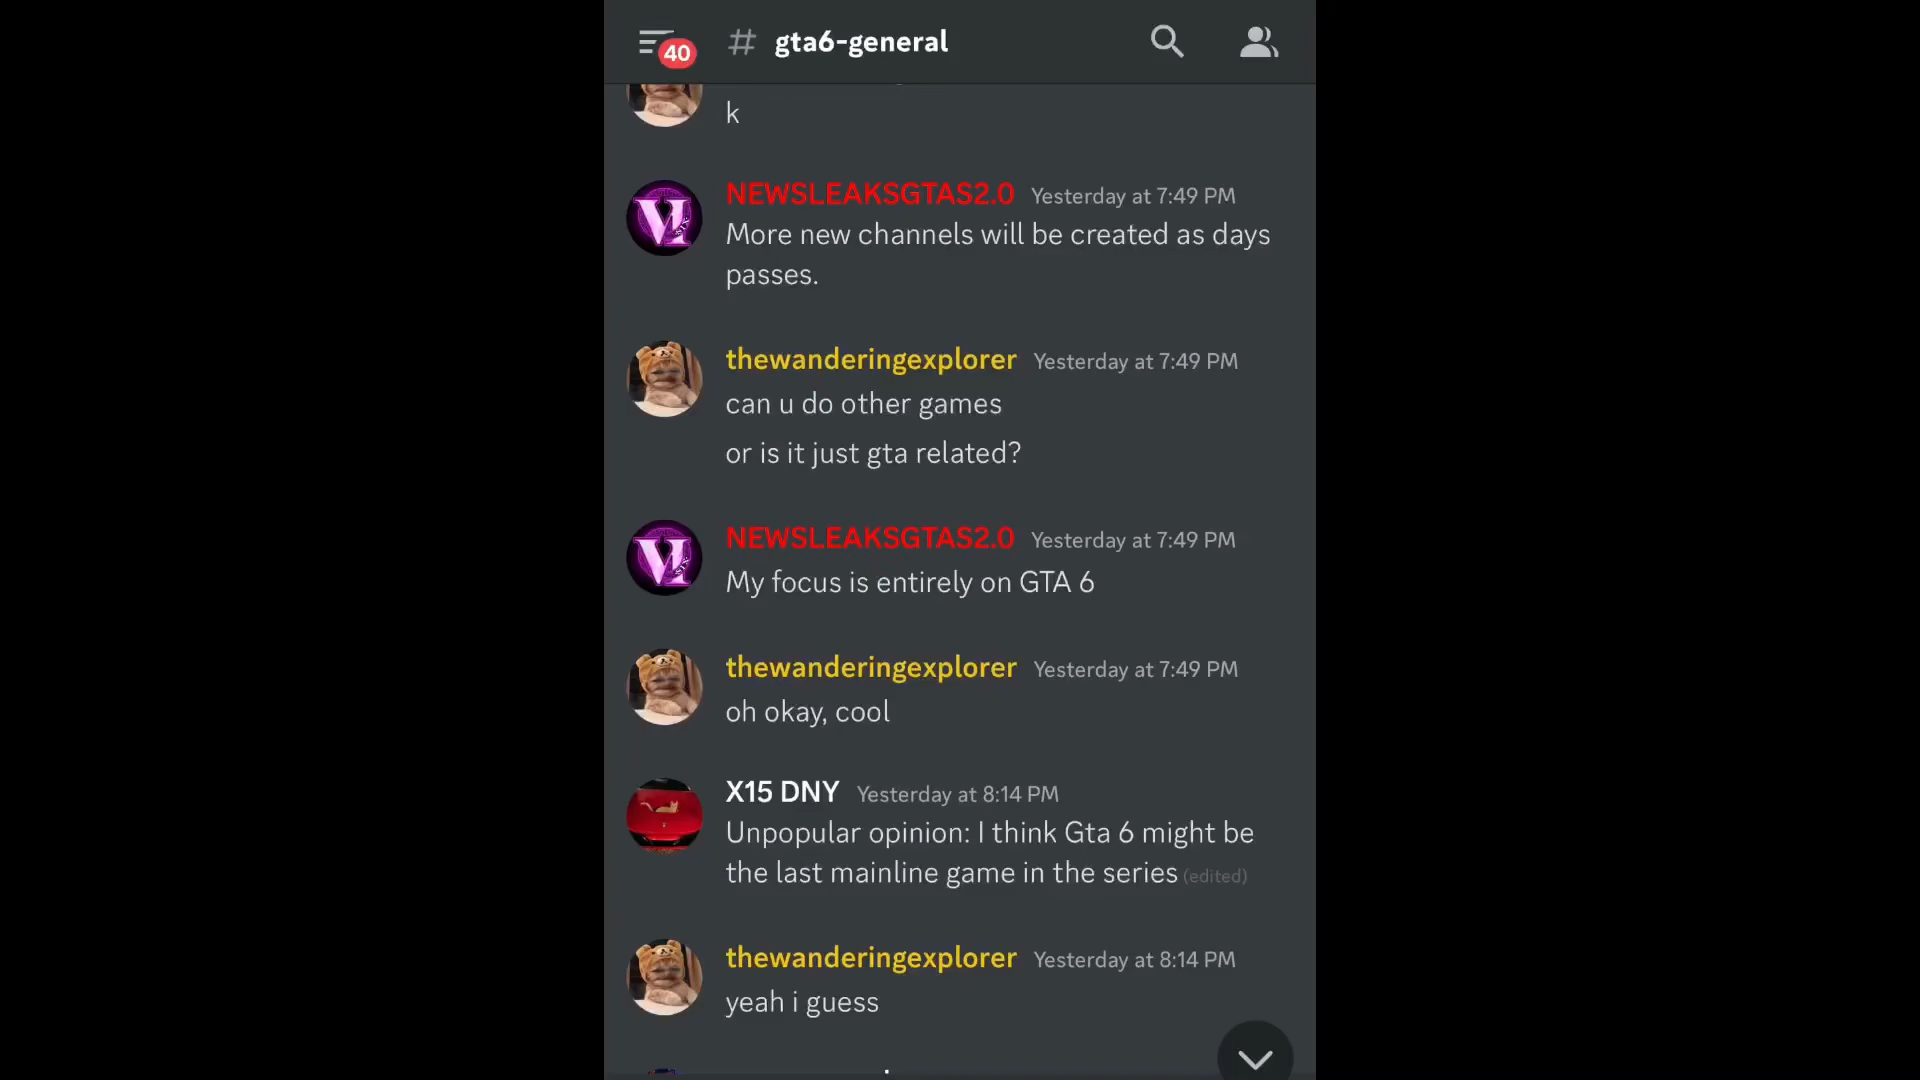 40
# gta6-general
k
NEWSLEAKSGTAS2.0 Yesterday at 7:49 PM
More new channels will be created as days
passes.
thewanderingexplorer Yesterday at 7:49 PM
can u do other games
or is it just gta related?
NEWSLEAKSGTAS2.0 Yesterday at 7:49 PM
My focus is entirely on GTA 6
thewanderingexplorer Yesterday at 7:49 PM
oh okay, cool
X15 DNY Yesterday at 8:14 PM
Unpopular opinion: I think Gta 6 might be
the last mainline game in the series (edited)
thewanderingexplorer Yesterday at 8:14 PM
yeah i guess